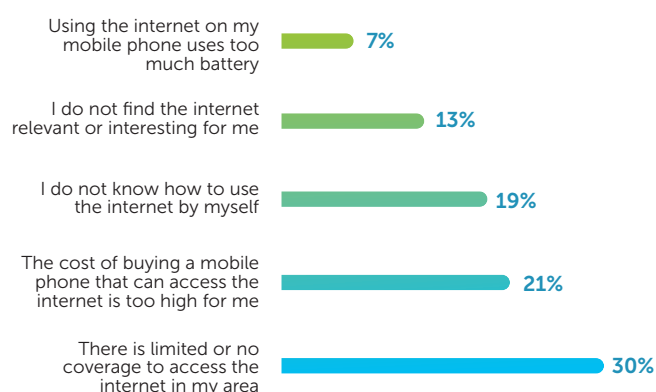 Using the internet on my
mobile phone uses too
much battery
7%
I do not find the internet
relevant or interesting for me
13%
I do not know how to use
the internet by myself
19%
The cost of buying a mobile
phone that can access the
internet is too high for me
21%
There is limited or no
coverage to access the
internet in my area
30%